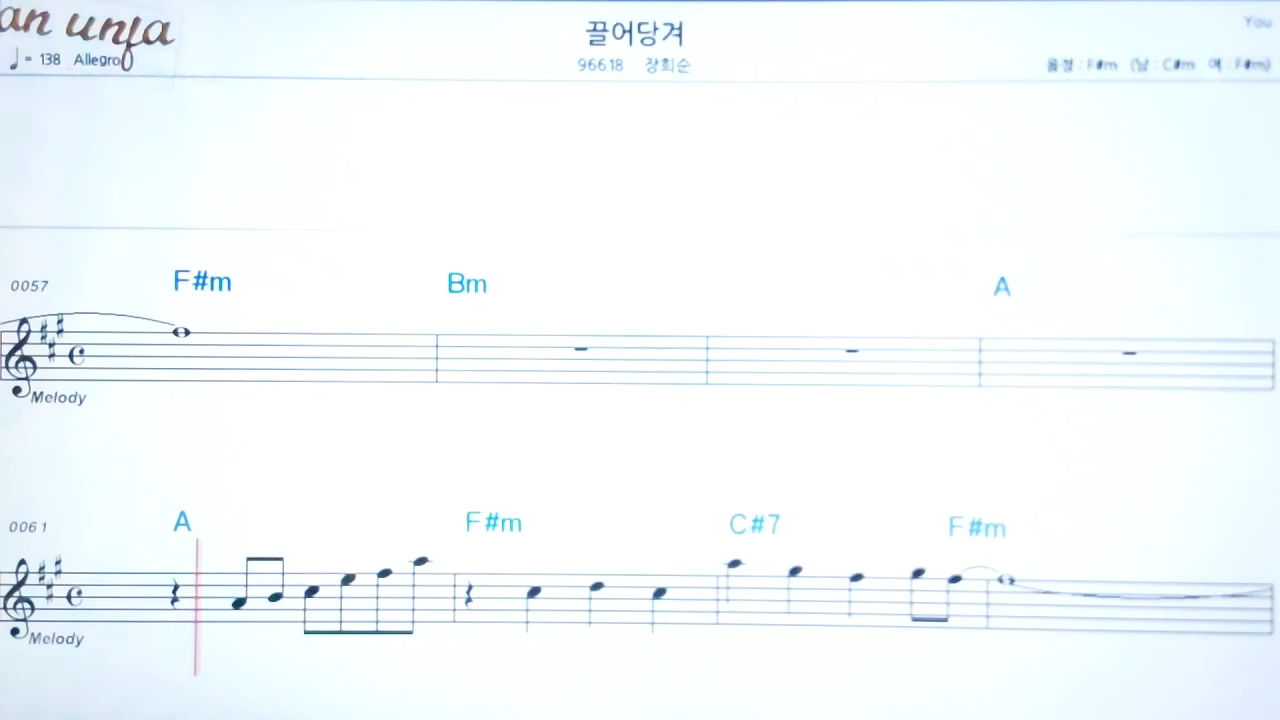 an unja
끌어당겨
You
♩= 138 Allegro
96618 장희순
음정 : F#m (남 : C#m 여 : F#m)
0057 F#m Bm A
Melody
0061 A F#m C#7 F#m
Melody